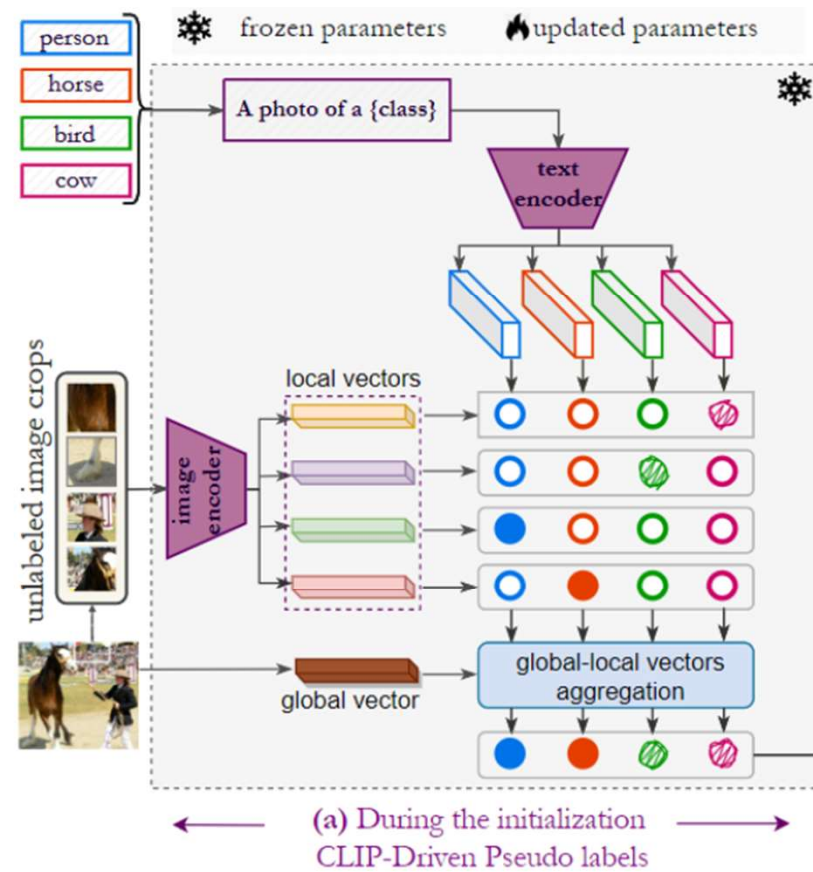 frozen parameters
updated parameters
person
horse
bird
cow
A photo of a {class}
text
encoder
unlabeled image crops
image
encoder
local vectors
global vector
global-local vectors
aggregation
(a) During the initialization
CLIP-Driven Pseudo labels